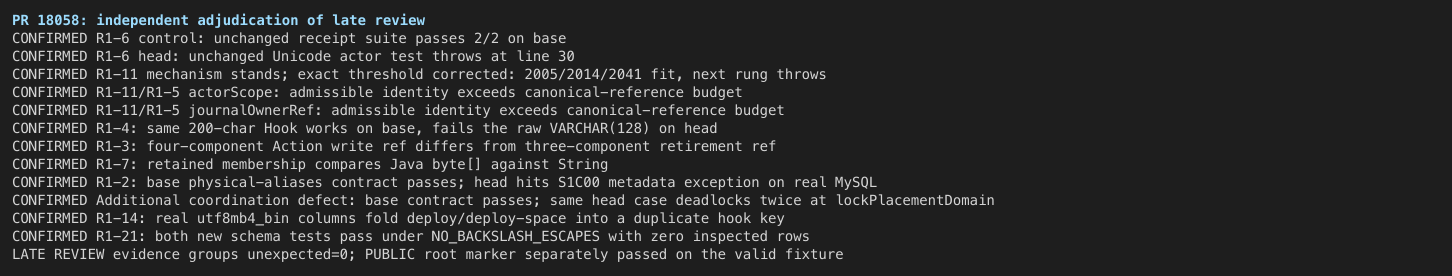 PR 18058: independent adjudication of late review
CONFIRMED R1-6 control: unchanged receipt suite passes 2/2 on base
CONFIRMED R1-6 head: unchanged Unicode actor test throws at line 30
CONFIRMED R1-11 mechanism stands; exact threshold corrected: 2005/2014/2041 fit, next rung throws
CONFIRMED R1-11/R1-5 actorScope: admissible identity exceeds canonical-reference budget
CONFIRMED R1-11/R1-5 journalOwnerRef: admissible identity exceeds canonical-reference budget
CONFIRMED R1-4: same 200-char Hook works on base, fails the raw VARCHAR(128) on head
CONFIRMED R1-3: four-component Action write ref differs from three-component retirement ref
CONFIRMED R1-7: retained membership compares Java byte[] against String
CONFIRMED R1-2: base physical-aliases contract passes; head hits S1C00 metadata exception on real MySQL
CONFIRMED Additional coordination defect: base contract passes; same head case deadlocks twice at lockPlacementDomain
CONFIRMED R1-14: real utf8mb4_bin columns fold deploy/deploy-space into a duplicate hook key
CONFIRMED R1-21: both new schema tests pass under NO_BACKSLASH_ESCAPES with zero inspected rows
LATE REVIEW evidence groups unexpected=0; PUBLIC root marker separately passed on the valid fixture